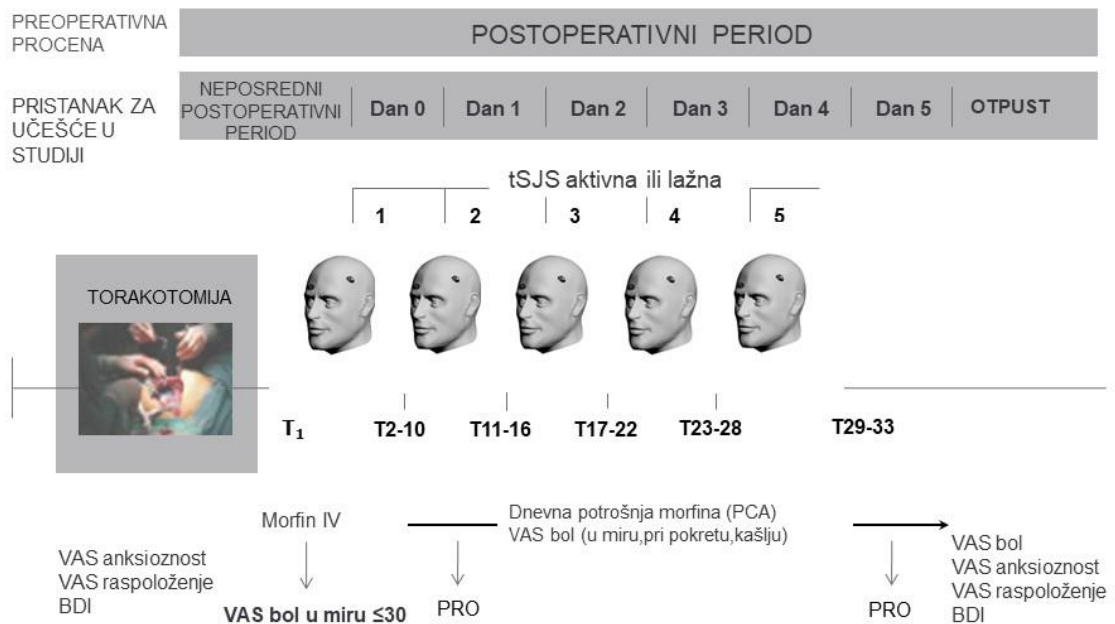 PREOPERATIVNA
PROCENA
POSTOPERATIVNI PERIOD
PRISTANAK ZA
UČEŠĆE U
STUDIJI
NEPOSREDNI
POSTOPERATIVNI
PERIOD
Dan 0
Dan 1
Dan 2
Dan 3
Dan 4
Dan 5
OTPUST
tSJS aktivna ili lažna
1
2
3
4
5
TORAKOTOMIJA
T₁
T2-10
T11-16
T17-22
T23-28
T29-33
VAS anksioznost
VAS raspoloženje
BDI
Morfin IV
VAS bol u miru ≤30
Dnevna potrošnja morfina (PCA)
VAS bol (u miru,pri pokretu,kašlju)
PRO
PRO
VAS bol
VAS anksioznost
VAS raspoloženje
BDI